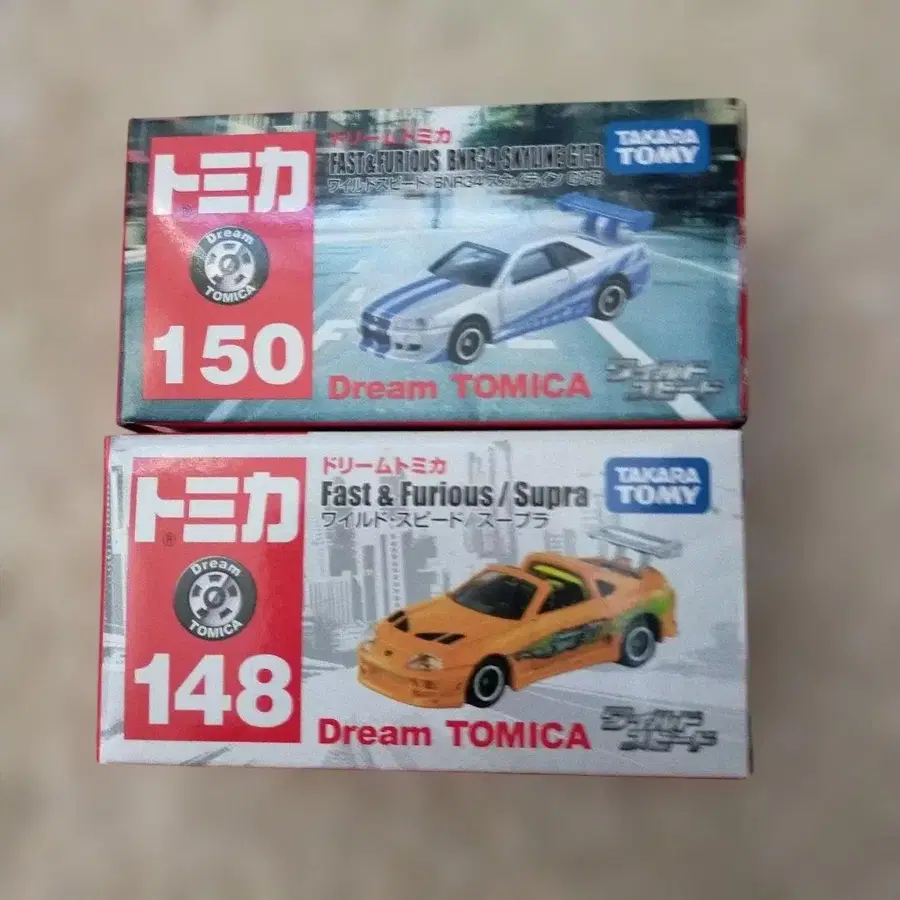 トミカ
®
Dream
TOMICA
150
ドリームトミカ
FAST & FURIOUS BNR34 SKYLINE GT-R
ワイルドスピード/BNR34 スカイライン GT-R
TAKARA
TOMY
Dream TOMICA
ワイルド
スピード
トミカ
®
Dream
TOMICA
148
ドリームトミカ
Fast & Furious / Supra
ワイルド・スピード/スープラ
TAKARA
TOMY
Dream TOMICA
ワイルド
スピード